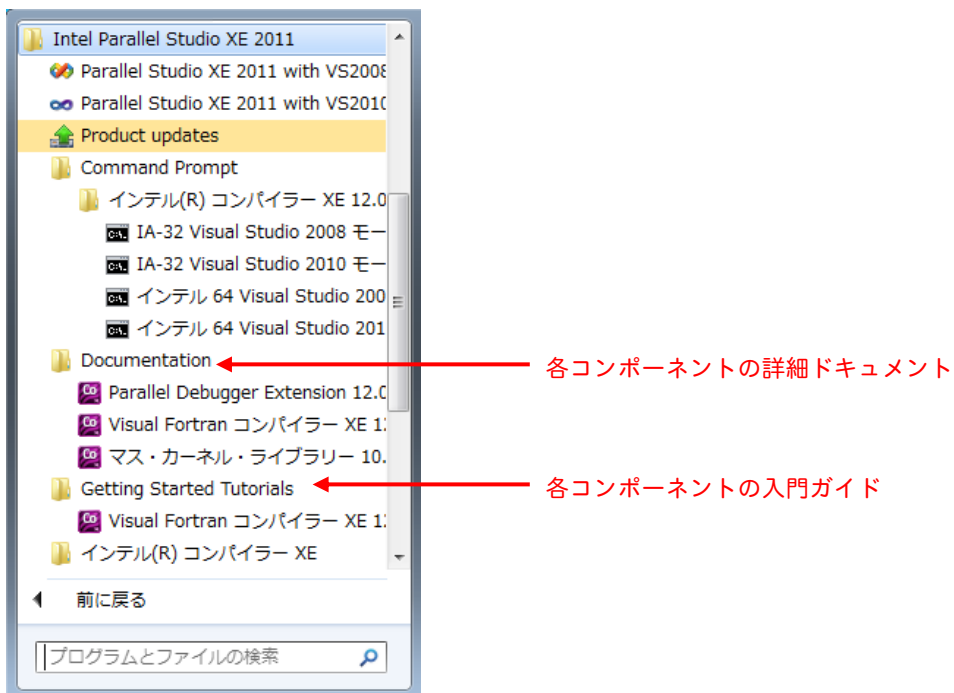 Intel Parallel Studio XE 2011
Parallel Studio XE 2011 with VS2008
Parallel Studio XE 2011 with VS2010
Product updates
Command Prompt
インテル(R) コンパイラー XE 12.0
IA-32 Visual Studio 2008 モー
IA-32 Visual Studio 2010 モー
インテル 64 Visual Studio 200
インテル 64 Visual Studio 201
Documentation
各コンポーネントの詳細ドキュメント
Parallel Debugger Extension 12.0
Visual Fortran コンパイラー XE 12
マス・カーネル・ライブラリー 10.
Getting Started Tutorials
各コンポーネントの入門ガイド
Visual Fortran コンパイラー XE 12
インテル(R) コンパイラー XE
前に戻る
プログラムとファイルの検索